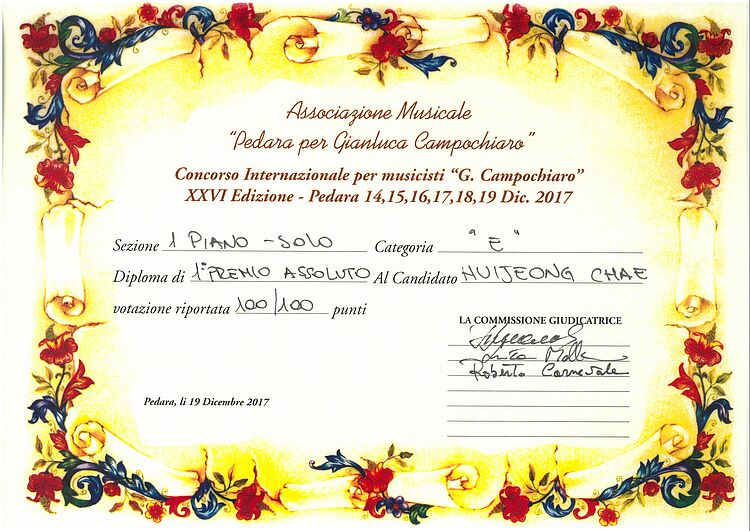 Associazione Musicale
"Pedara per Gianluca Campochiaro"
Concorso Internazionale per musicisti "G. Campochiaro"
XXVI Edizione - Pedara 14,15,16,17,18,19 Dic. 2017
Sezione 1 PIANO - SOLO Categoria "E"
Diploma di 1° PREMIO ASSOLUTO Al Candidato HUIJEONG CHAE
votazione riportata 100/100 punti
LA COMMISSIONE GIUDICATRICE
Roberto Carnevale
Pedara, li 19 Dicembre 2017